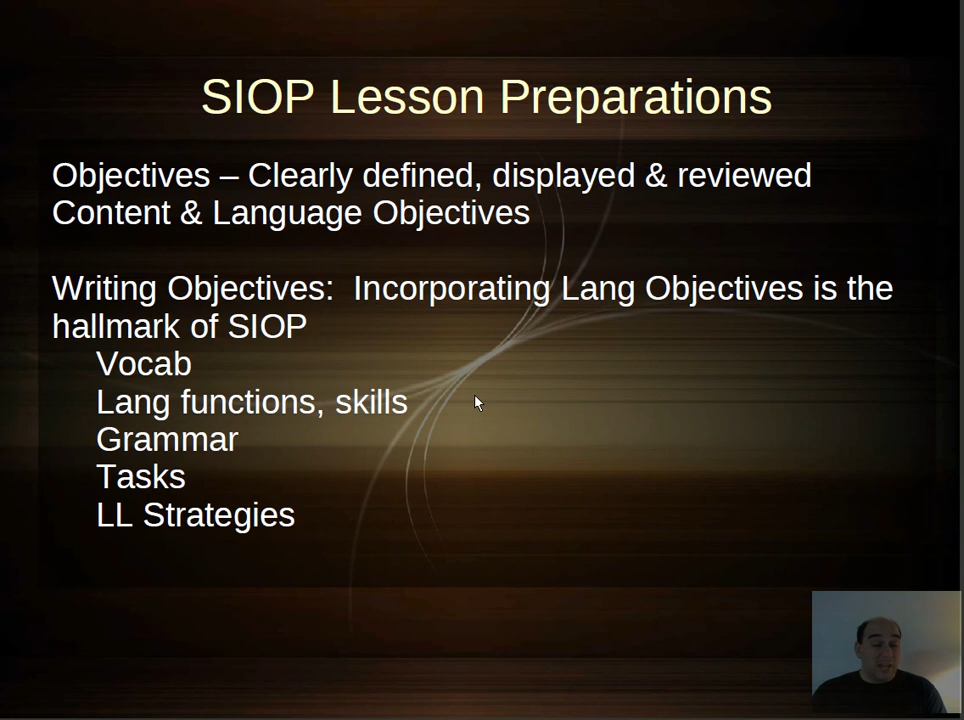 SIOP Lesson Preparations
Objectives – Clearly defined, displayed & reviewed
Content & Language Objectives
Writing Objectives:  Incorporating Lang Objectives is the
hallmark of SIOP
Vocab
Lang functions, skills
Grammar
Tasks
LL Strategies